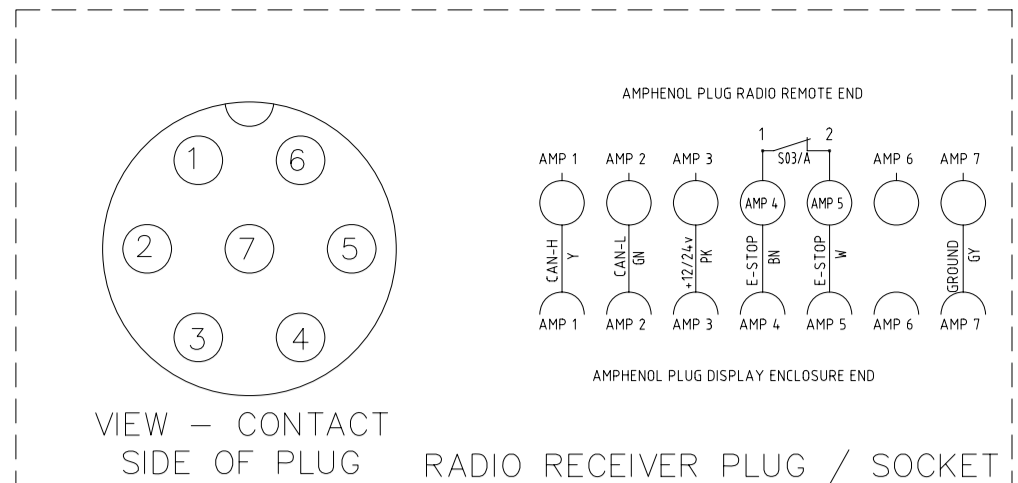 AMPHENOL PLUG RADIO REMOTE END
1 2
S03/A
AMP 1 AMP 2 AMP 3 AMP 6 AMP 7
AMP 4 AMP 5
CAN-H
Y
CAN-L
GN
+12/24v
PK
E-STOP
BN
E-STOP
W
GROUND
GY
AMP 1 AMP 2 AMP 3 AMP 4 AMP 5 AMP 6 AMP 7
AMPHENOL PLUG DISPLAY ENCLOSURE END
1 6
2 7 5
3 4
VIEW – CONTACT
SIDE OF PLUG
RADIO RECEIVER PLUG / SOCKET